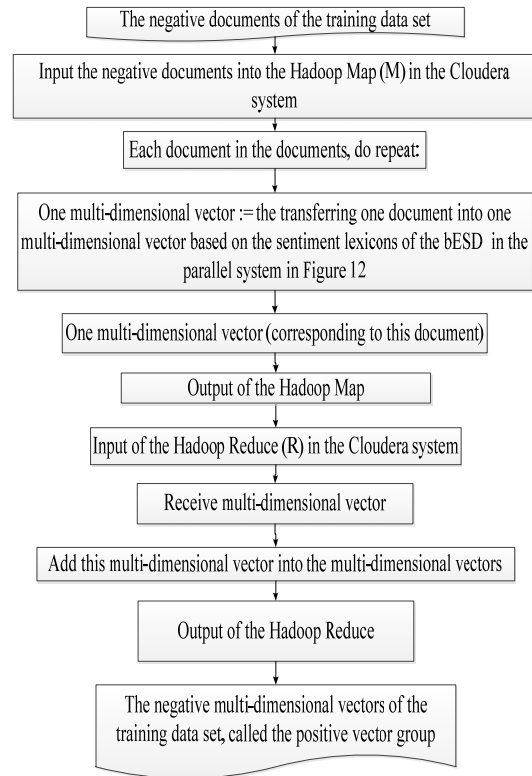 The negative documents of the training data set
Input the negative documents into the Hadoop Map (M) in the Cloudera
system
Each document in the documents, do repeat:
One multi-dimensional vector := the transferring one document into one
multi-dimensional vector based on the sentiment lexicons of the bESD in the
parallel system in Figure 12
One multi-dimensional vector (corresponding to this document)
Output of the Hadoop Map
Input of the Hadoop Reduce (R) in the Cloudera system
Receive multi-dimensional vector
Add this multi-dimensional vector into the multi-dimensional vectors
Output of the Hadoop Reduce
The negative multi-dimensional vectors of the
training data set, called the positive vector group